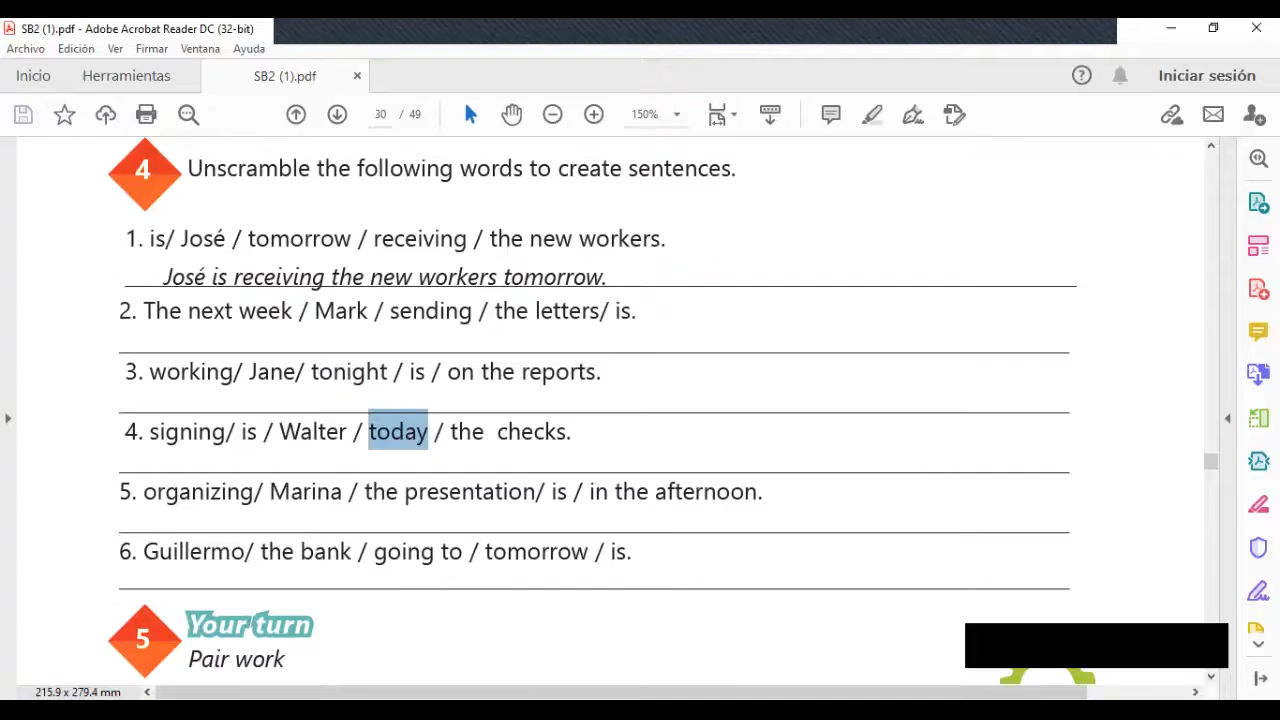 SB2 (1).pdf - Adobe Acrobat Reader DC (32-bit)
Archivo Edición Ver Firmar Ventana Ayuda
Inicio Herramientas SB2 (1).pdf × Iniciar sesión
30 / 49 150%
4 Unscramble the following words to create sentences.
1. is/ José / tomorrow / receiving / the new workers.
José is receiving the new workers tomorrow.
2. The next week / Mark / sending / the letters/ is.
3. working/ Jane/ tonight / is / on the reports.
4. signing/ is / Walter / today / the checks.
5. organizing/ Marina / the presentation/ is / in the afternoon.
6. Guillermo/ the bank / going to / tomorrow / is.
5 Your turn
Pair work
215.9 x 279.4 mm